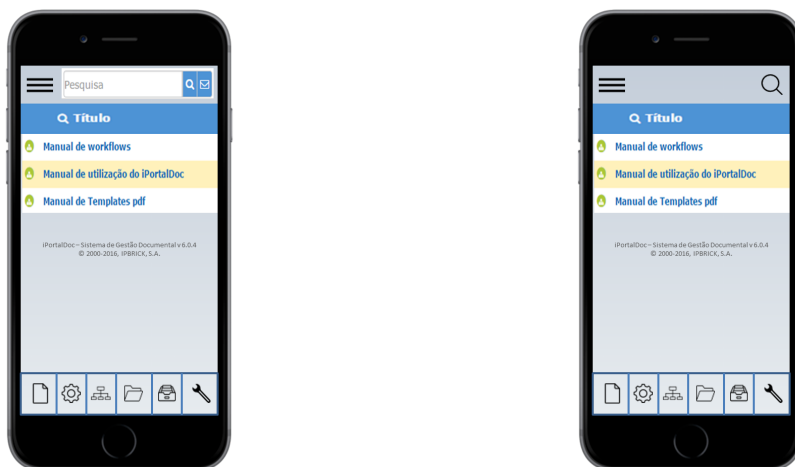 Pesquisa
Título
Manual de workflows
Manual de utilização do iPortalDoc
Manual de Templates pdf
iPortalDoc – Sistema de Gestão Documental v 6.0.4
© 2000-2016, IPBRICK, S.A.
Título
Manual de workflows
Manual de utilização do iPortalDoc
Manual de Templates pdf
iPortalDoc – Sistema de Gestão Documental v 6.0.4
© 2000-2016, IPBRICK, S.A.